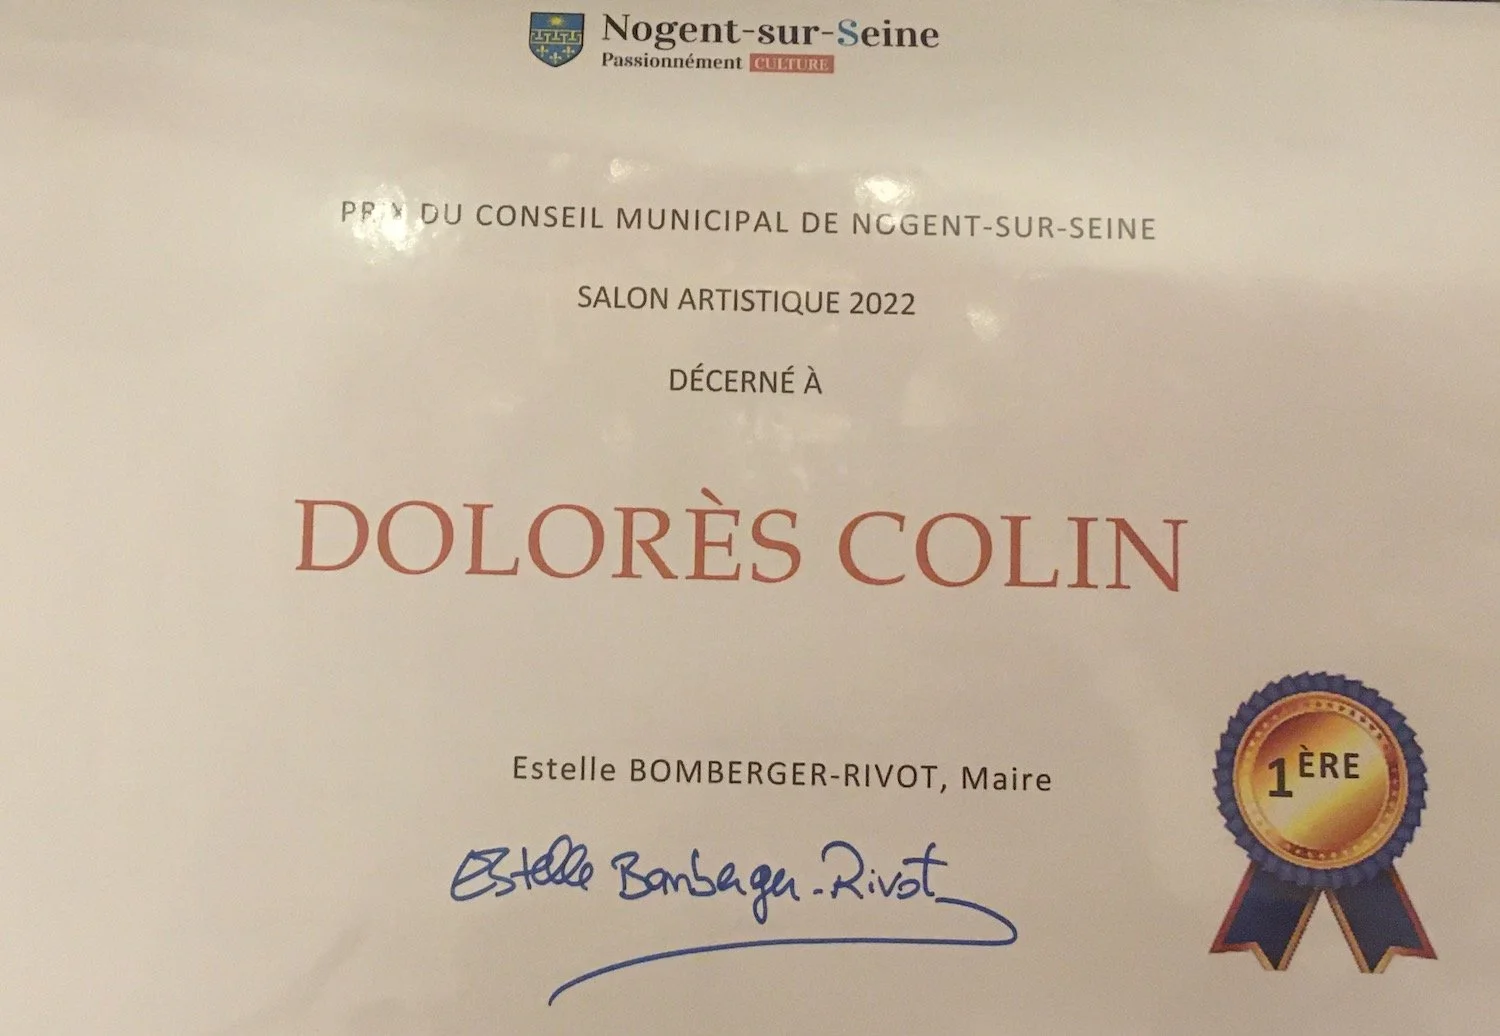 Nogent-sur-Seine
Passionnément CULTURE
PRIX DU CONSEIL MUNICIPAL DE NOGENT-SUR-SEINE
SALON ARTISTIQUE 2022
DÉCERNÉ À
DOLORÈS COLIN
Estelle BOMBERGER-RIVOT, Maire
Estelle Bomberger-Rivot
1ÈRE